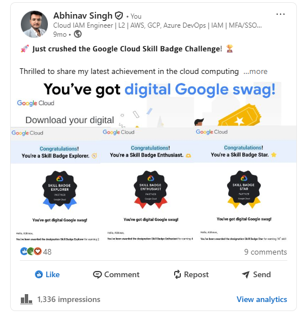 Abhinav Singh • You
Cloud IAM Engineer | L2 | AWS, GCP, Azure DevOps | IAM | MFA/SSO...
9mo •
🚀 Just crushed the Google Cloud Skill Badge Challenge! 🏆
Thrilled to share my latest achievement in the cloud computing ...more
You've got digital Google swag!
Google Cloud
Download your digital
Google Cloud
Congratulations!
You're a Skill Badge Explorer.
SKILL BADGE
EXPLORER
You've got digital Google swag!
Google Cloud
Congratulations!
You're a Skill Badge Enthusiast.
SKILL BADGE
ENTHUSIAST
You've got digital Google swag!
Google Cloud
Congratulations!
You're a Skill Badge Star.
SKILL BADGE
STAR
You've got digital Google swag!
48
9 comments
Like
Comment
Repost
Send
1,336 impressions
View analytics